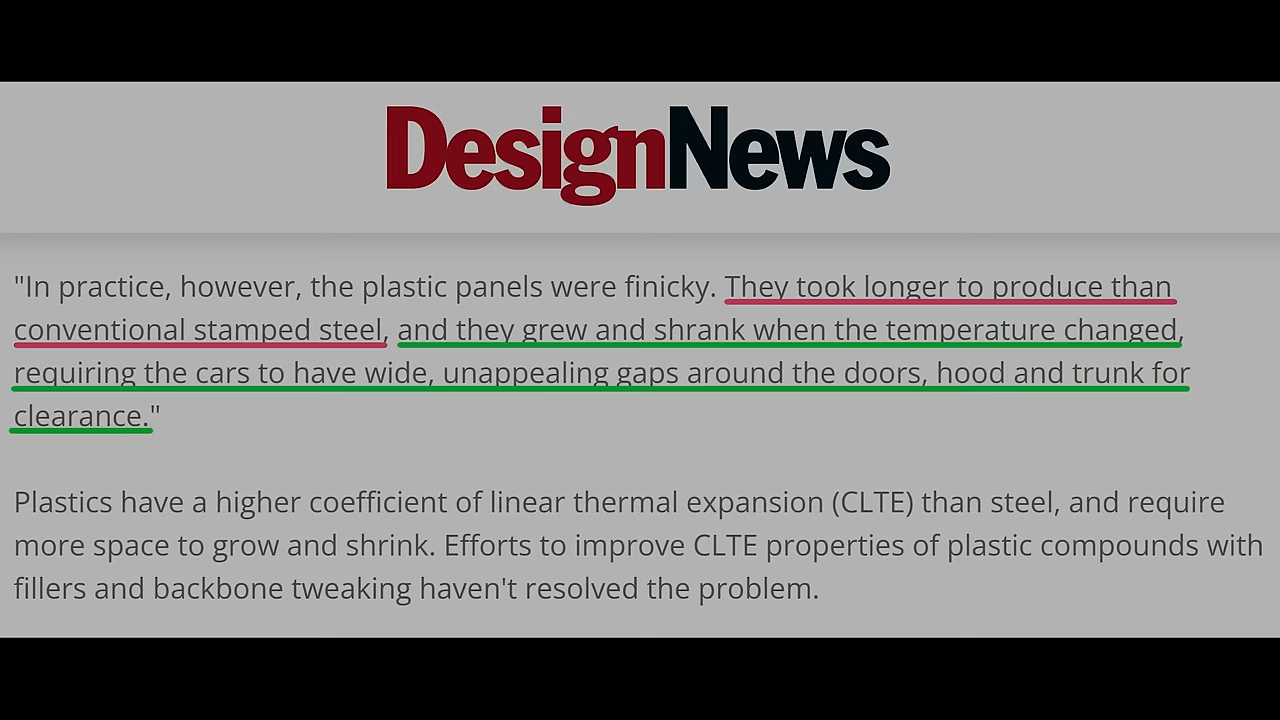 DesignNews
"In practice, however, the plastic panels were finicky. They took longer to produce than
conventional stamped steel, and they grew and shrank when the temperature changed,
requiring the cars to have wide, unappealing gaps around the doors, hood and trunk for
clearance."
Plastics have a higher coefficient of linear thermal expansion (CLTE) than steel, and require
more space to grow and shrink. Efforts to improve CLTE properties of plastic compounds with
fillers and backbone tweaking haven't resolved the problem.